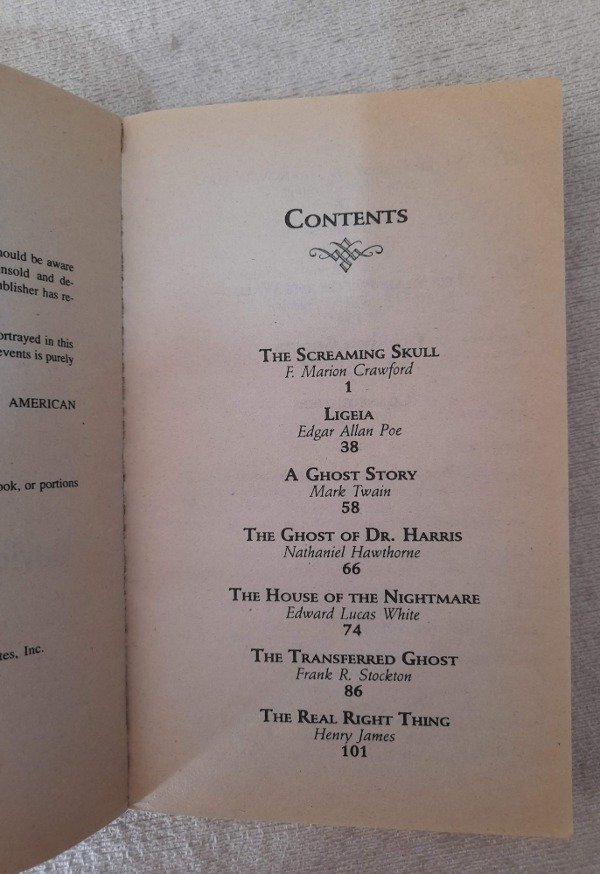 hould be aware
nsold and de-
blisher has re-
ortrayed in this
events is purely
AMERICAN
ook, or portions
tes, Inc.
CONTENTS
THE SCREAMING SKULL
F. Marion Crawford
1
LIGEIA
Edgar Allan Poe
38
A GHOST STORY
Mark Twain
58
THE GHOST OF DR. HARRIS
Nathaniel Hawthorne
66
THE HOUSE OF THE NIGHTMARE
Edward Lucas White
74
THE TRANSFERRED GHOST
Frank R. Stockton
86
THE REAL RIGHT THING
Henry James
101